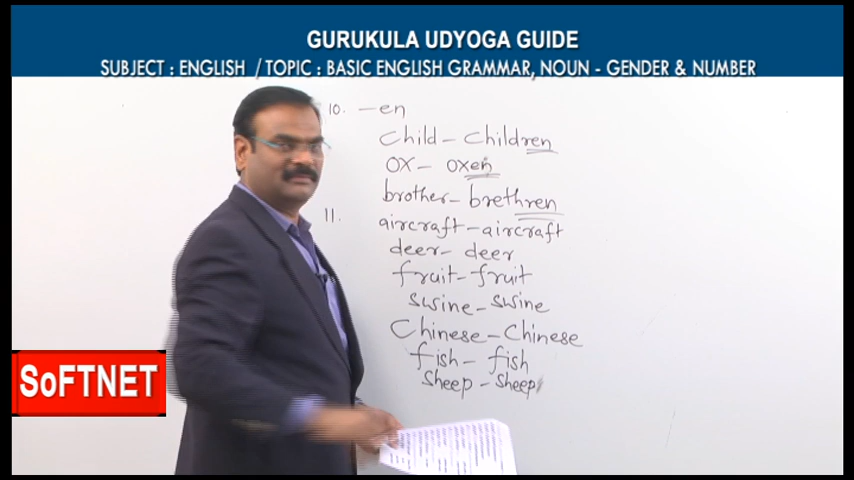 GURUKULA UDYOGA GUIDE
SUBJECT : ENGLISH / TOPIC : BASIC ENGLISH GRAMMAR, NOUN - GENDER & NUMBER
10. -en
Child - Children
OX - oxen
brother - brethren
11. aircraft - aircraft
deer - deer
fruit - fruit
swine - swine
Chinese - Chinese
fish - fish
sheep - sheep
SoFTNET